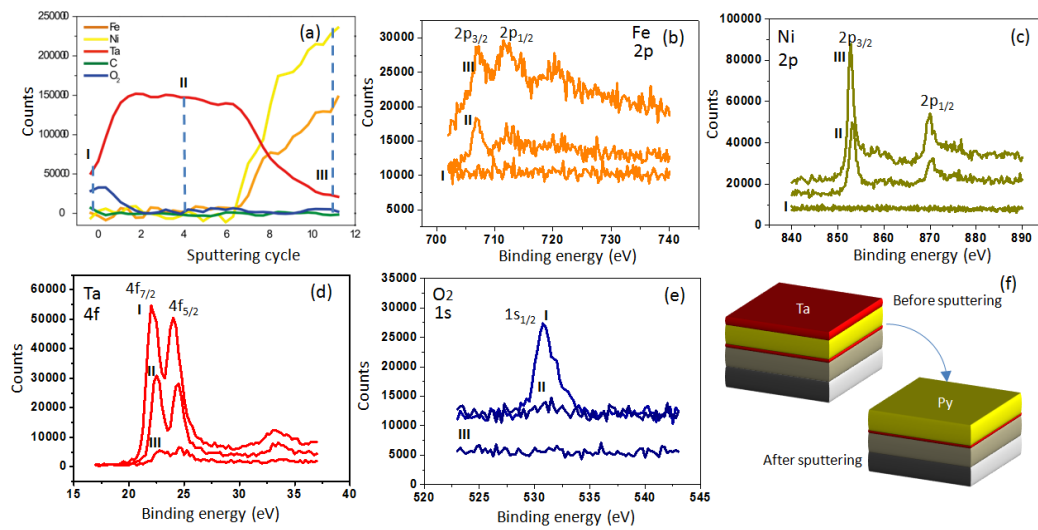 (a)
Fe
Ni
Ta
C
O2
I
II
III
250000
200000
150000
100000
50000
0
Counts
0 2 4 6 8 10 12
Sputtering cycle
(b)
Fe
2p
2p3/2 2p1/2
III
II
I
30000
25000
20000
15000
10000
Counts
700 710 720 730 740
Binding energy (eV)
(c)
Ni
2p
2p3/2
2p1/2
III
II
I
100000
80000
60000
40000
20000
0
Counts
840 850 860 870 880 890
Binding energy (eV)
(d)
Ta
4f
4f7/2
4f5/2
I
II
III
60000
50000
40000
30000
20000
10000
0
Counts
15 20 25 30 35 40
Binding energy (eV)
(e)
O2
1s
1s1/2
I
II
III
35000
30000
25000
20000
15000
10000
5000
0
Counts
520 525 530 535 540 545
Binding energy (eV)
(f)
Ta
Before sputtering
Py
After sputtering